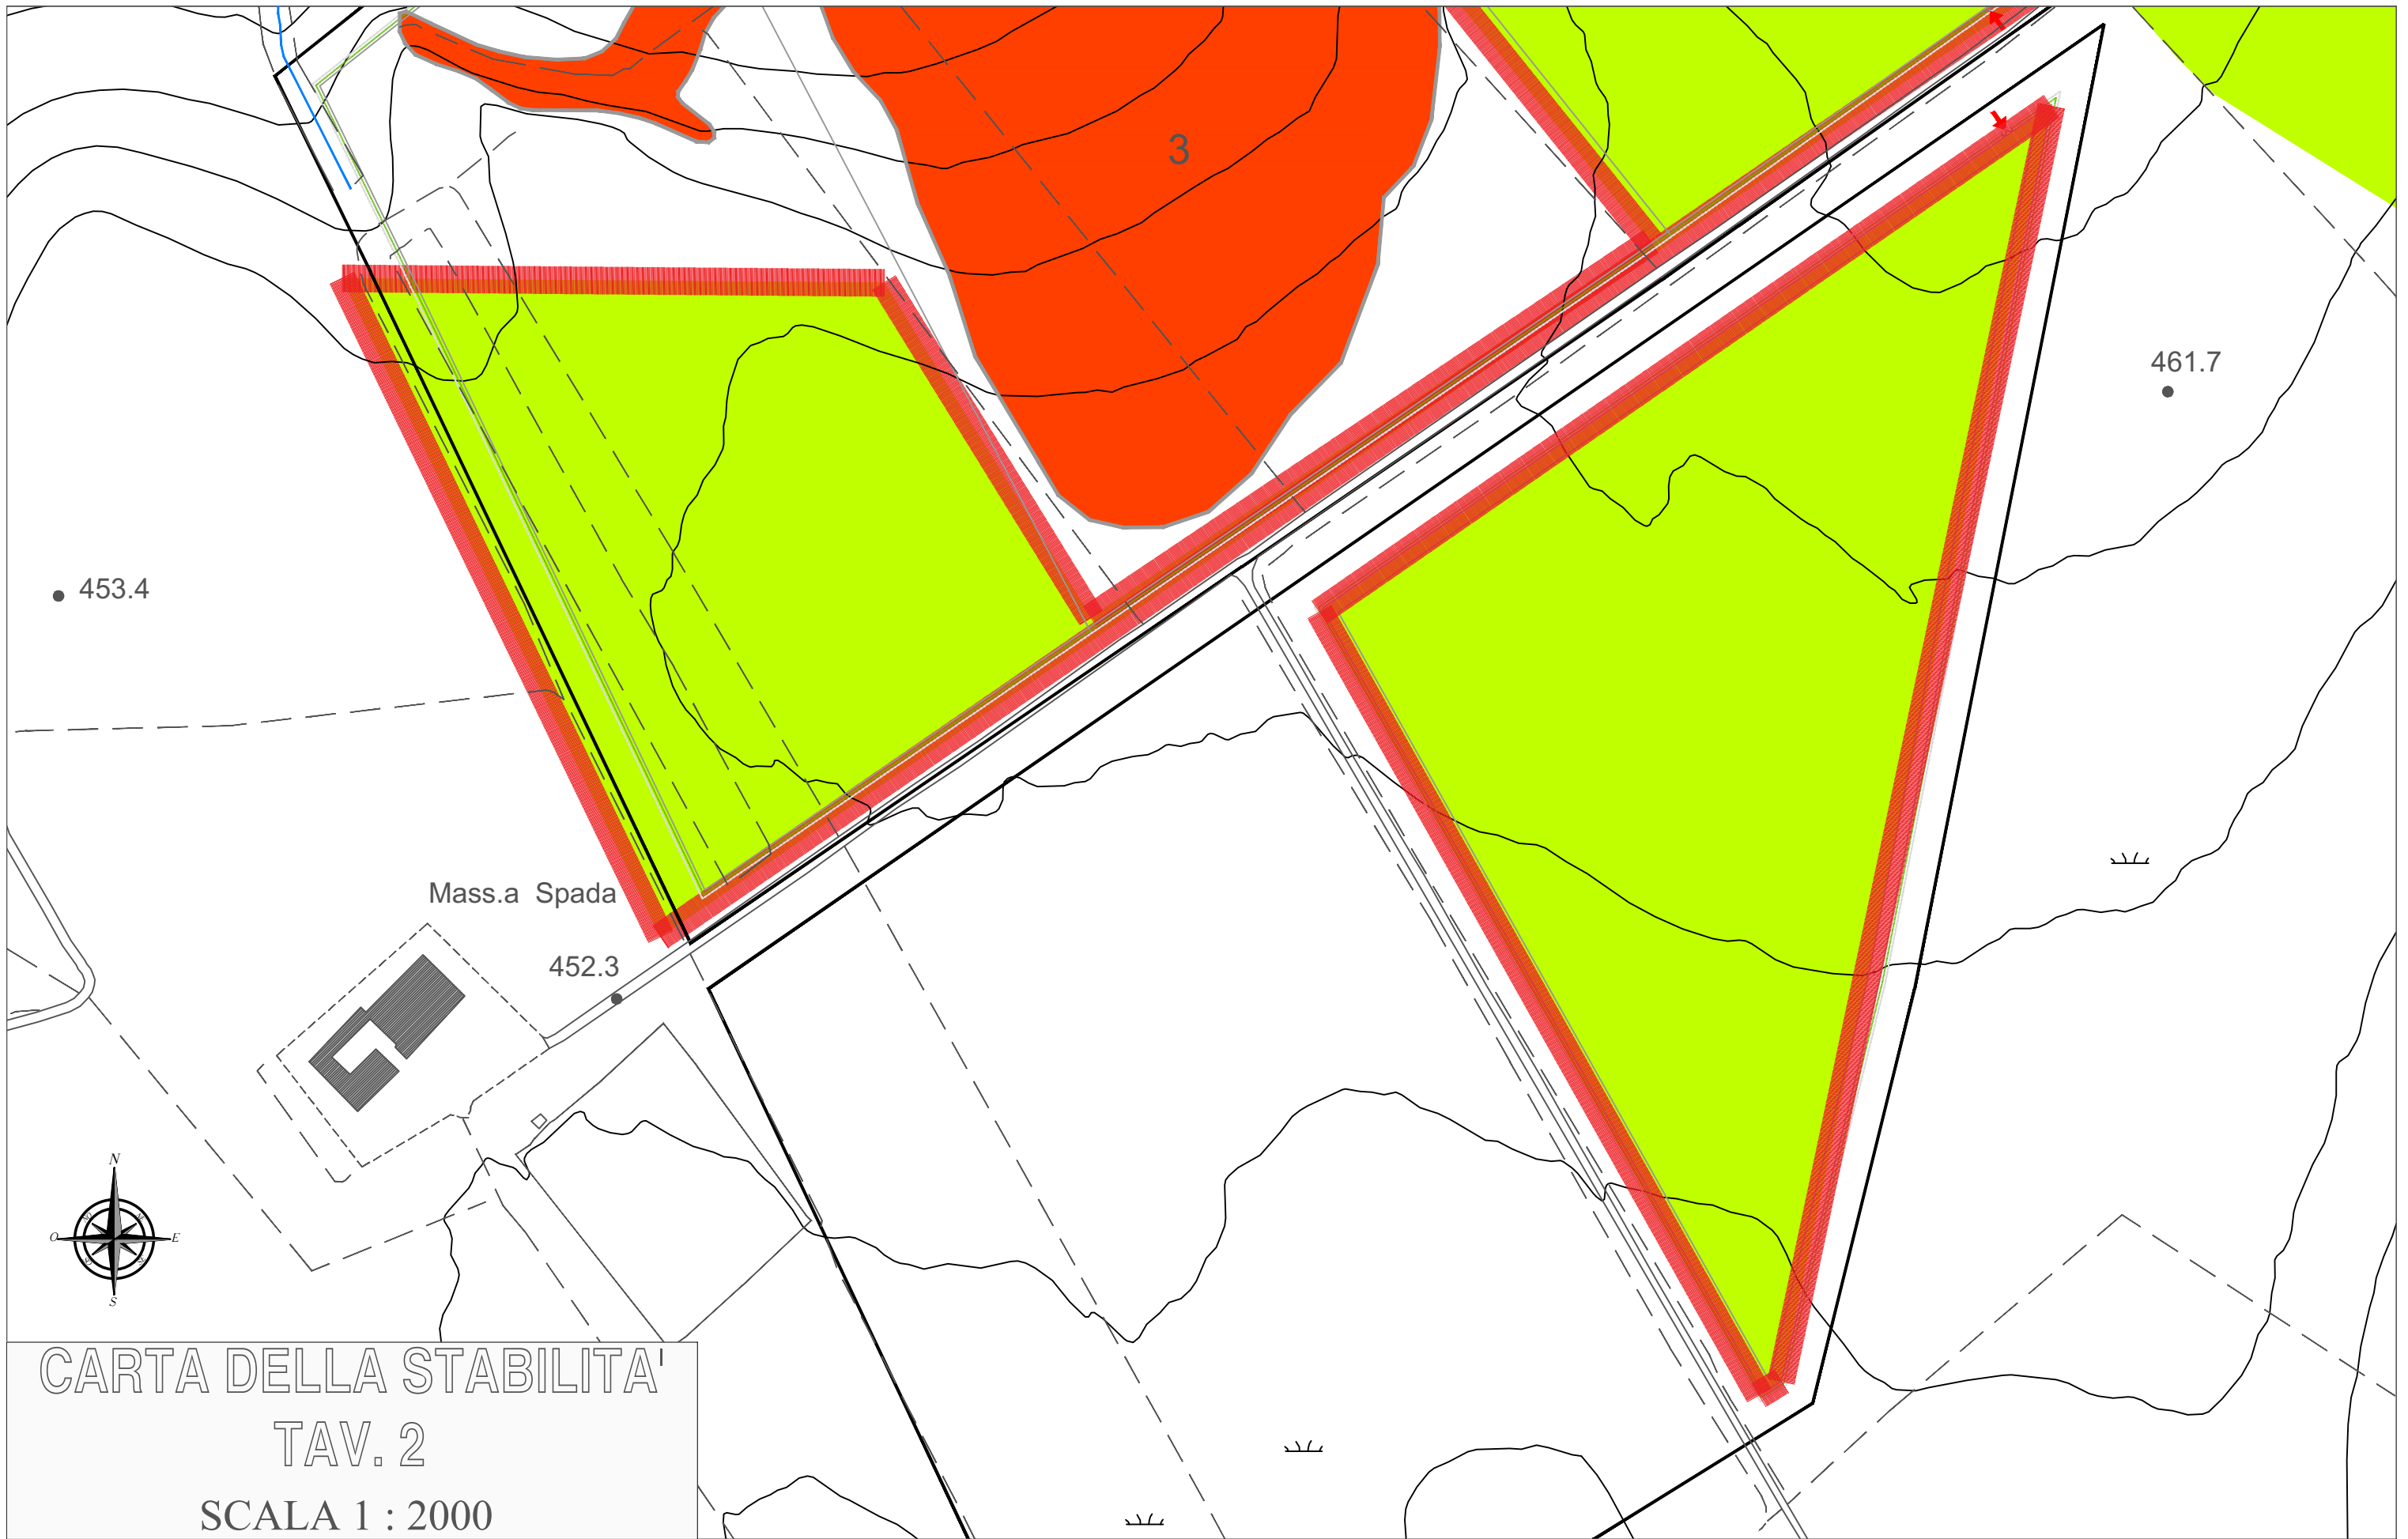 3
461.7
453.4
Mass.a Spada
452.3
N
O E
S
CARTA DELLA STABILITA'
TAV. 2
SCALA 1 : 2000